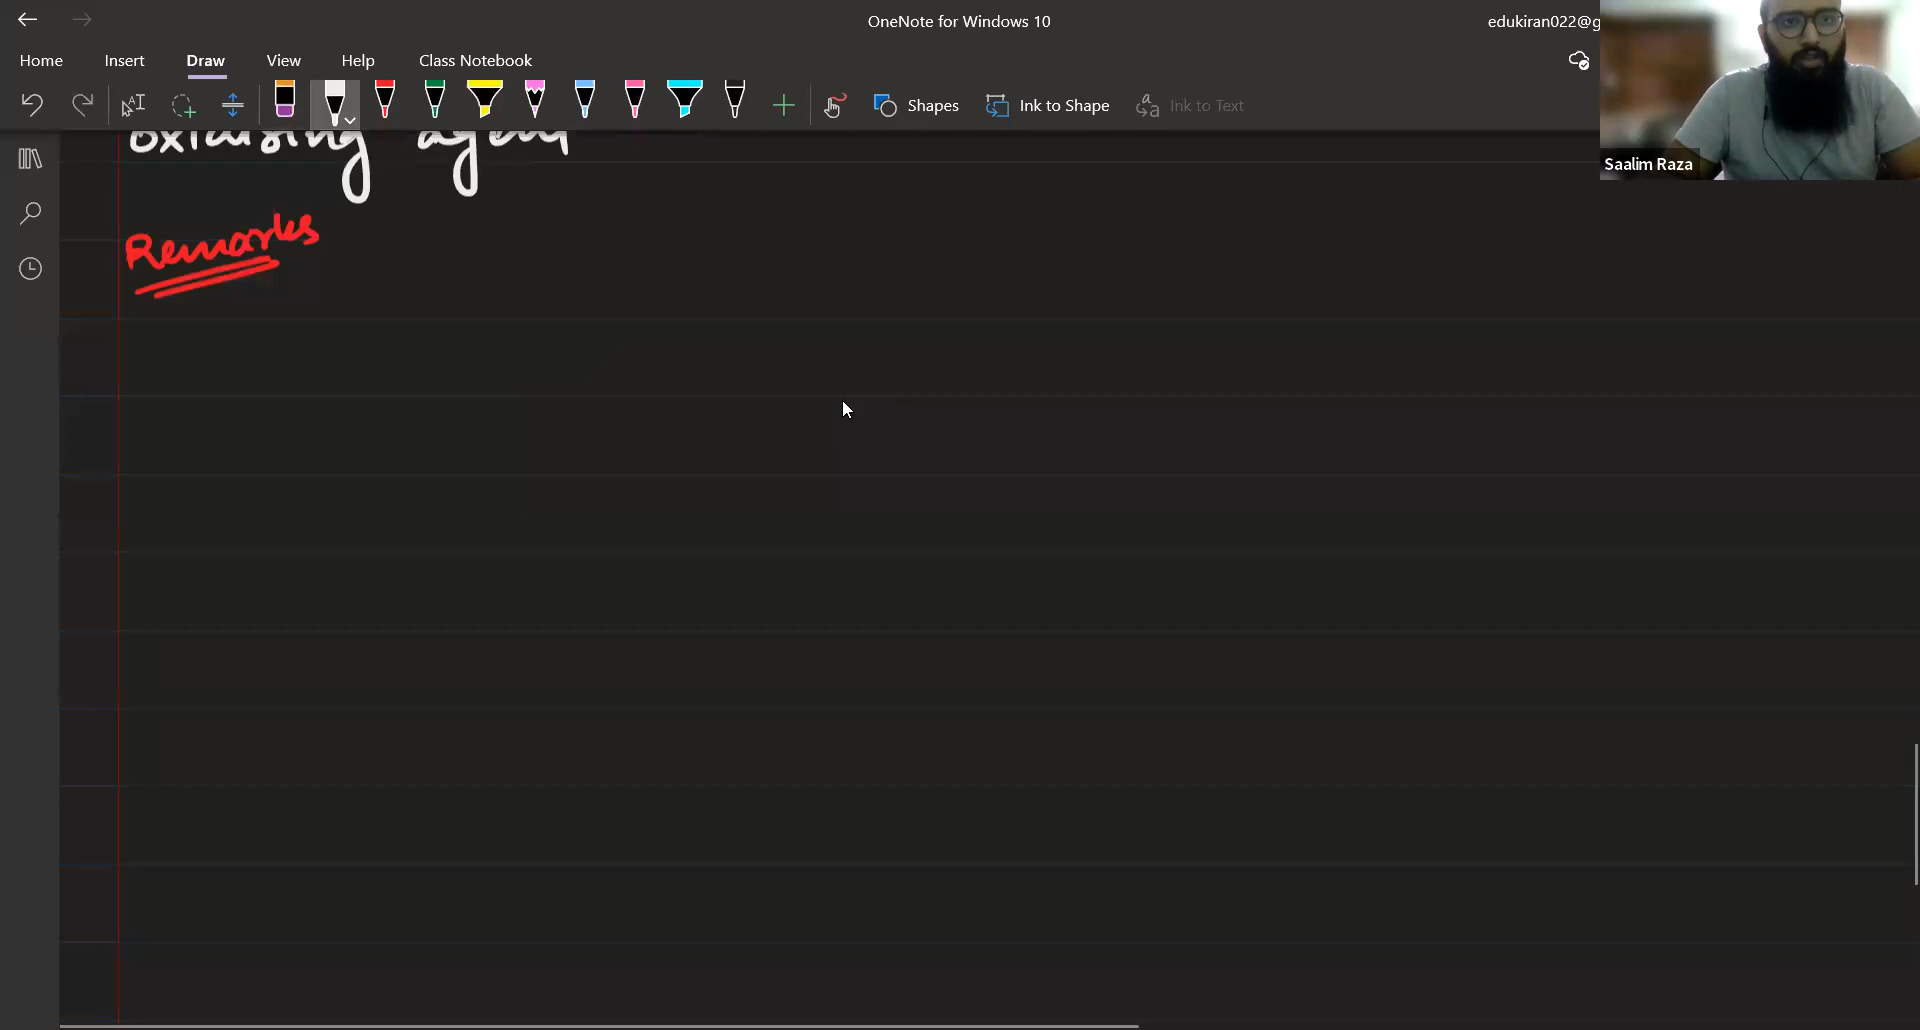 OneNote for Windows 10
edukiran022@g
Home Insert Draw View Help Class Notebook
Shapes Ink to Shape Ink to Text
Saalim Raza
agent
Remarks